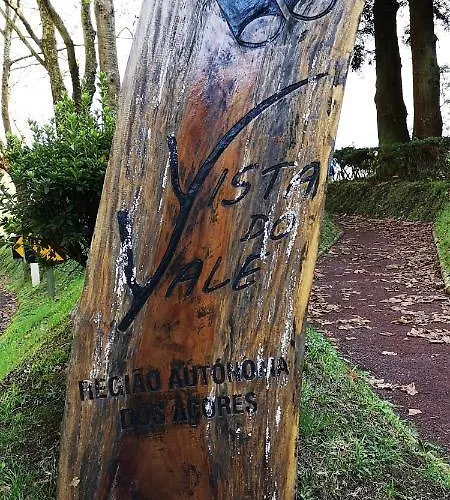 VISTA
DO
VALE
REGIÃO AUTÓNOMA
DOS AÇORES